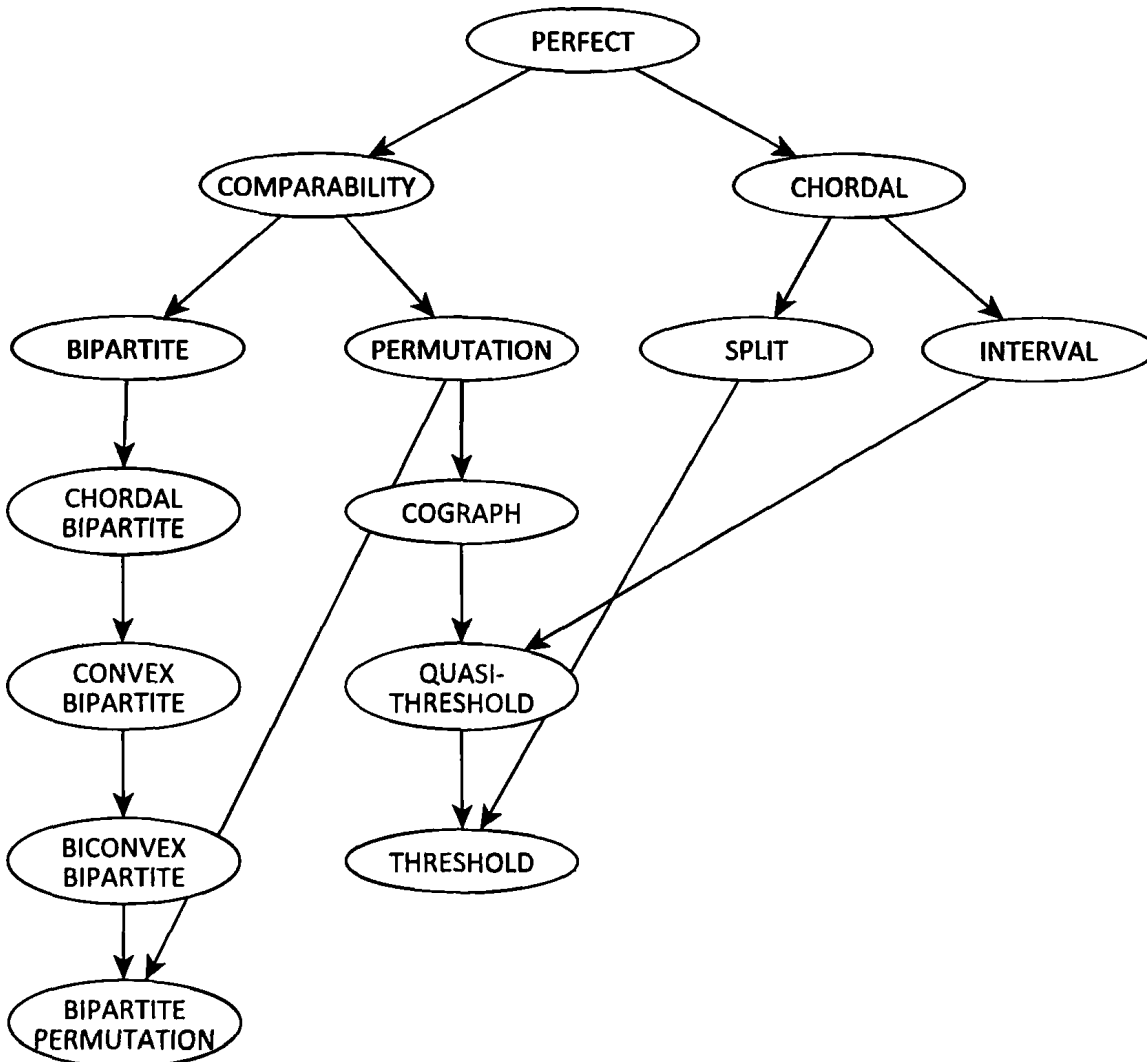 PERFECT
COMPARABILITY
CHORDAL
BIPARTITE
PERMUTATION
SPLIT
INTERVAL
CHORDAL
BIPARTITE
COGRAPH
CONVEX
BIPARTITE
QUASI-
THRESHOLD
BICONVEX
BIPARTITE
THRESHOLD
BIPARTITE
PERMUTATION